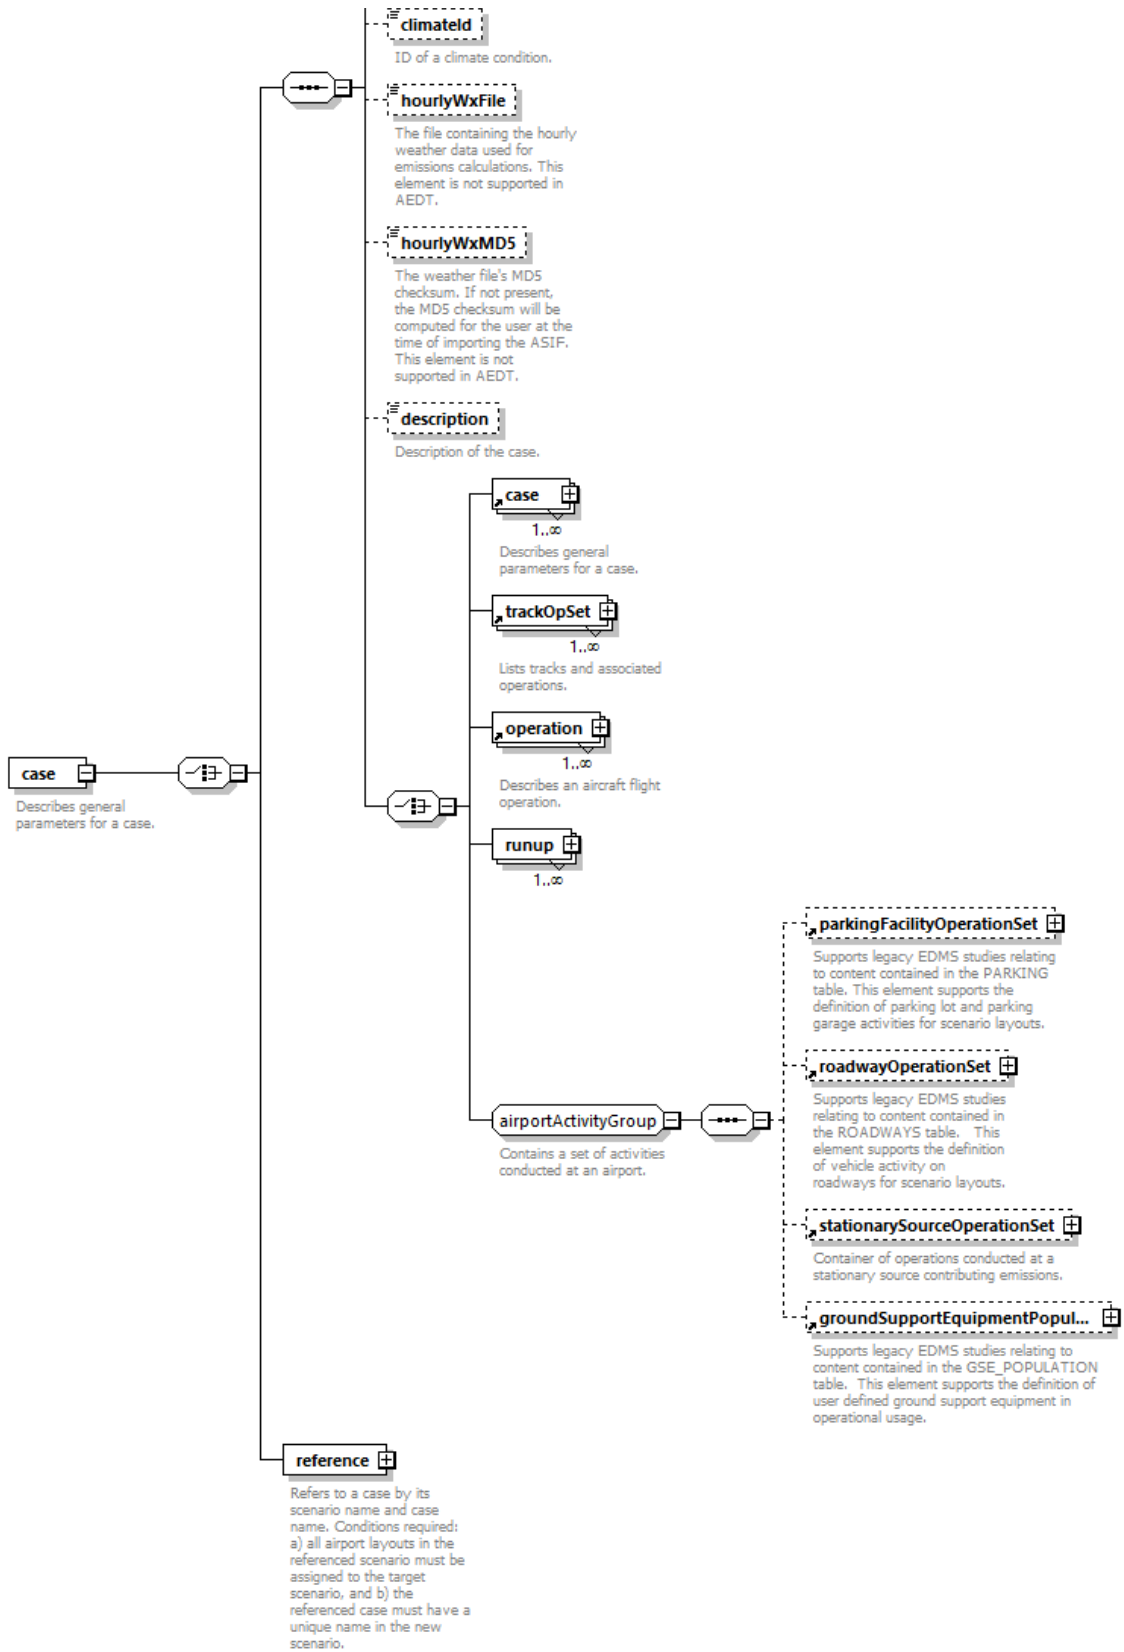 climateId
ID of a climate condition.
hourlyWxFile
The file containing the hourly
weather data used for
emissions calculations. This
element is not supported in
AEDT.
hourlyWxMD5
The weather file's MD5
checksum. If not present,
the MD5 checksum will be
computed for the user at the
time of importing the ASIF.
This element is not
supported in AEDT.
description
Description of the case.
case
1..∞
Describes general
parameters for a case.
trackOpSet
1..∞
Lists tracks and associated
operations.
operation
1..∞
Describes an aircraft flight
operation.
case
Describes general
parameters for a case.
runup
1..∞
parkingFacilityOperationSet
Supports legacy EDMS studies relating
to content contained in the PARKING
table. This element supports the
definition of parking lot and parking
garage activities for scenario layouts.
roadwayOperationSet
Supports legacy EDMS studies
relating to content contained in
the ROADWAYS table. This
element supports the definition
of vehicle activity on
roadways for scenario layouts.
airportActivityGroup
Contains a set of activities
conducted at an airport.
stationarySourceOperationSet
Container of operations conducted at a
stationary source contributing emissions.
groundSupportEquipmentPopul...
Supports legacy EDMS studies relating to
content contained in the GSE_POPULATION
table. This element supports the definition of
user defined ground support equipment in
operational usage.
reference
Refers to a case by its
scenario name and case
name. Conditions required:
a) all airport layouts in the
referenced scenario must be
assigned to the target
scenario, and b) the
referenced case must have a
unique name in the new
scenario.